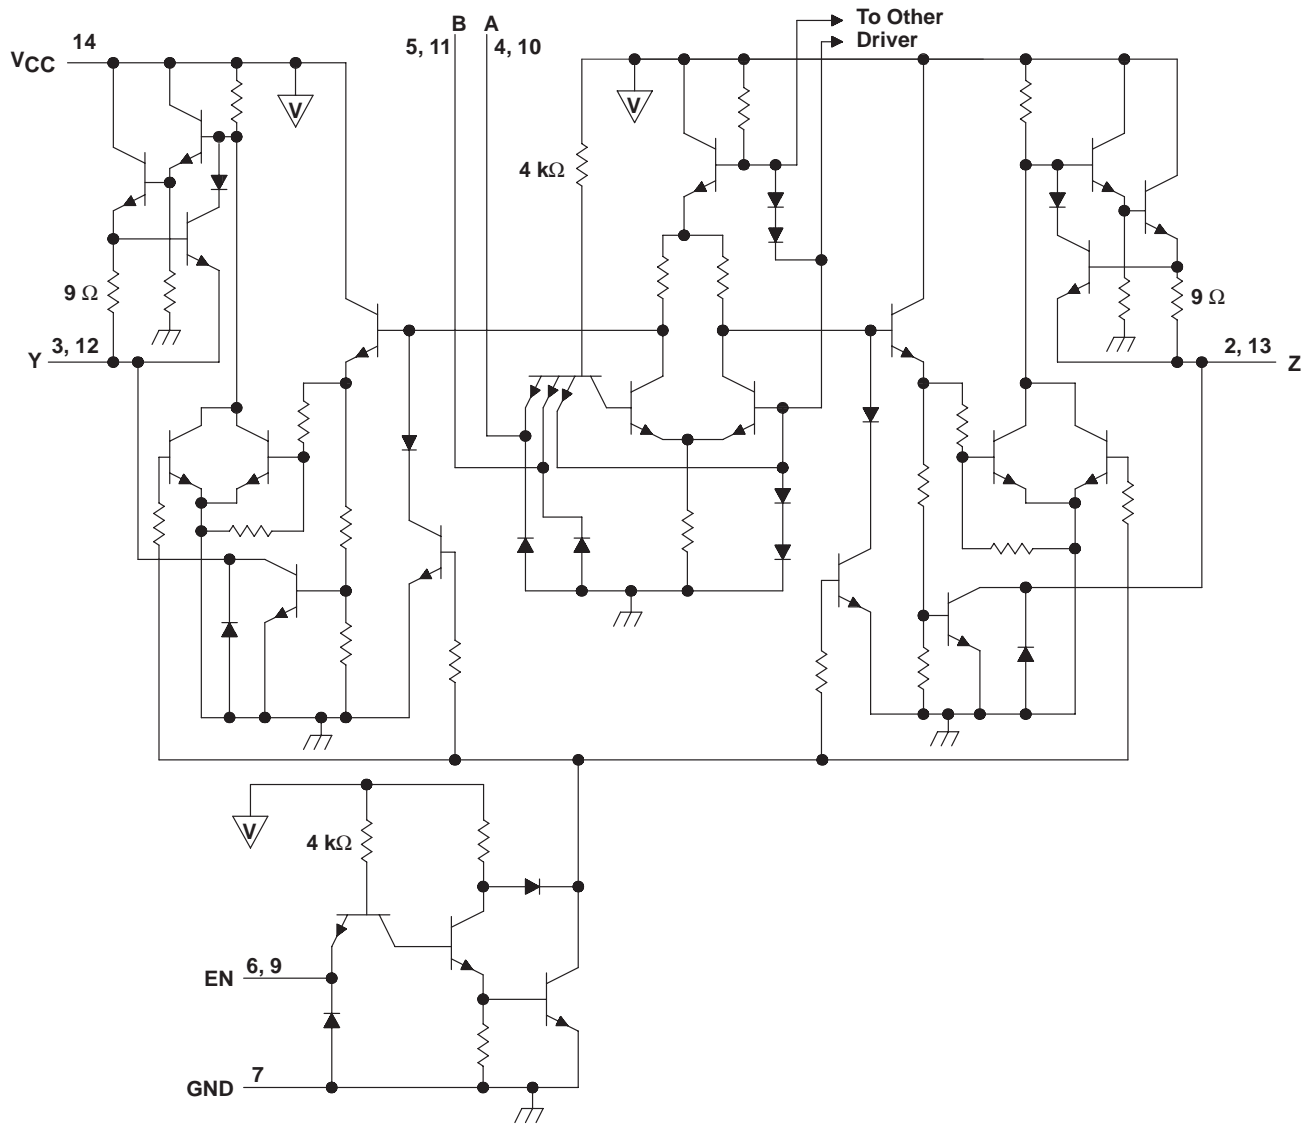 B A
To Other
Driver
14
5, 11 4, 10
VCC
V
V
4 kΩ
9 Ω
9 Ω
Y 3, 12
2, 13 Z
V
4 kΩ
EN 6, 9
GND 7